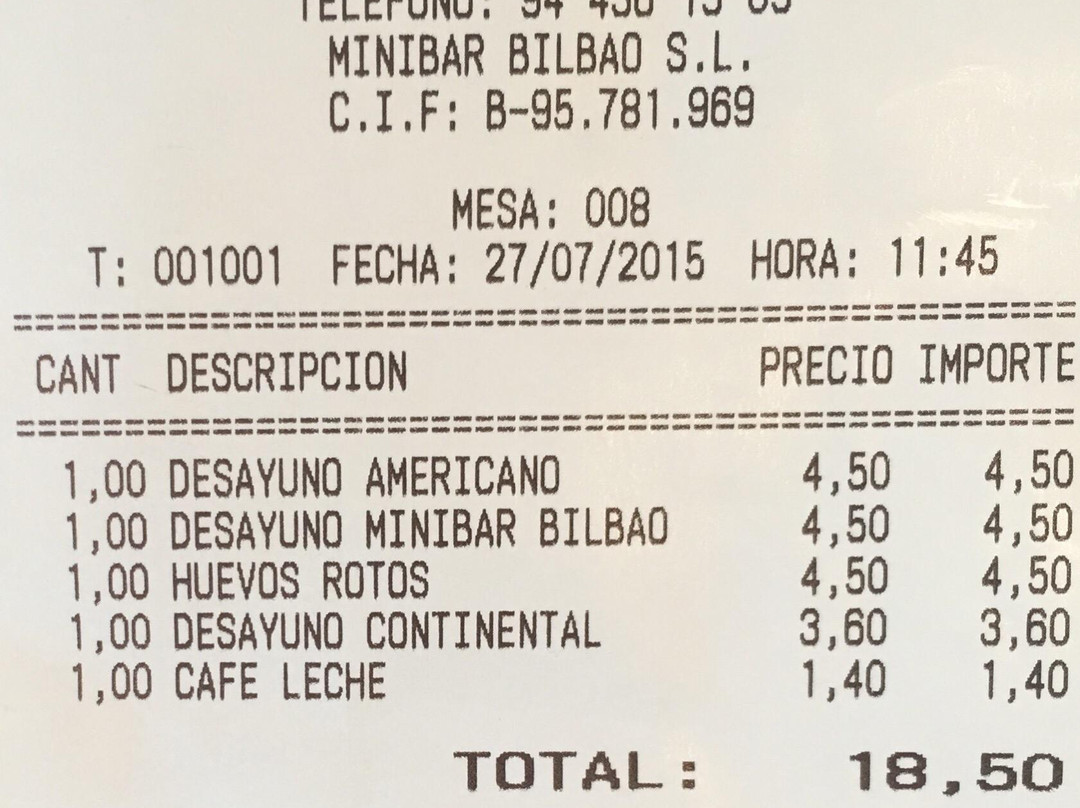 TELEFONO: 94
MINIBAR BILBAO S.L.
C.I.F: B-95.781.969
MESA: 008
T: 001001 FECHA: 27/07/2015 HORA: 11:45
================================================
CANT DESCRIPCION PRECIO IMPORTE
================================================
1,00 DESAYUNO AMERICANO 4,50 4,50
1,00 DESAYUNO MINIBAR BILBAO 4,50 4,50
1,00 HUEVOS ROTOS 4,50 4,50
1,00 DESAYUNO CONTINENTAL 3,60 3,60
1,00 CAFE LECHE 1,40 1,40
TOTAL: 18,50